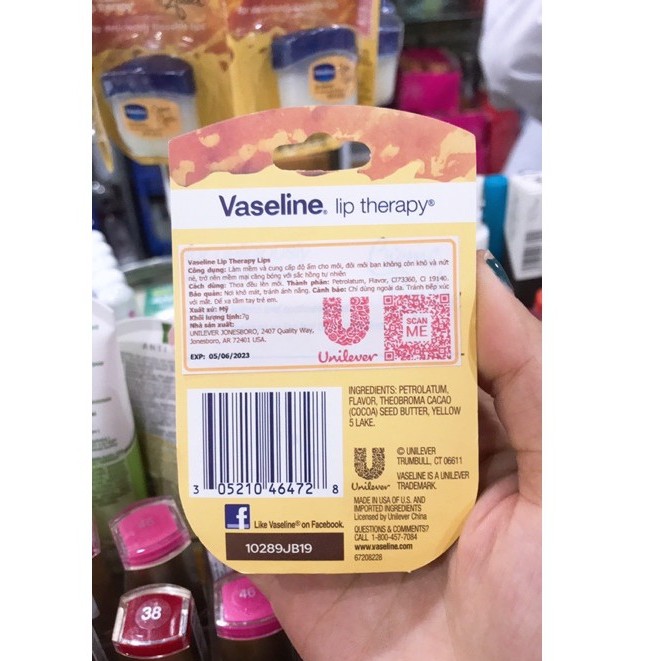 Vaseline® lip therapy®
Vaseline Lip Therapy Lips
Công dụng: Làm mềm và cung cấp độ ẩm cho môi, đôi môi bạn không còn khô và nứt
nẻ, trở nên mềm mại căng bóng với sắc hồng tự nhiên
Cách dùng: Thoa đều lên môi. Thành phần: Petrolatum, Flavor, CI77360, CI 19140.
Bảo quản: Nơi khô mát, tránh ánh nắng. Cảnh báo: Chỉ dùng ngoài da. Tránh tiếp xúc
với mắt. Để xa tầm tay trẻ em.
Xuất xứ: Mỹ
Khối lượng tịnh:7g
Nhà sản xuất:
UNILEVER JONESBORO, 2407 Quality Way,
Jonesboro, AR 72401 USA.
EXP: 05/06/2023
Unilever
SCAN
ME
INGREDIENTS: PETROLATUM,
FLAVOR, THEOBROMA CACAO
(COCOA) SEED BUTTER, YELLOW
5 LAKE.
3 05210 46472 8
Unilever
© UNILEVER
TRUMBULL, CT 06611
VASELINE IS A UNILEVER
TRADEMARK.
MADE IN USA OF U.S. AND
IMPORTED INGREDIENTS
Licensed by Unilever China
QUESTIONS & COMMENTS?
CALL 1-800-457-7084
www.vaseline.com
67208228
f Like Vaseline® on Facebook.
10289JB19
46
38
46